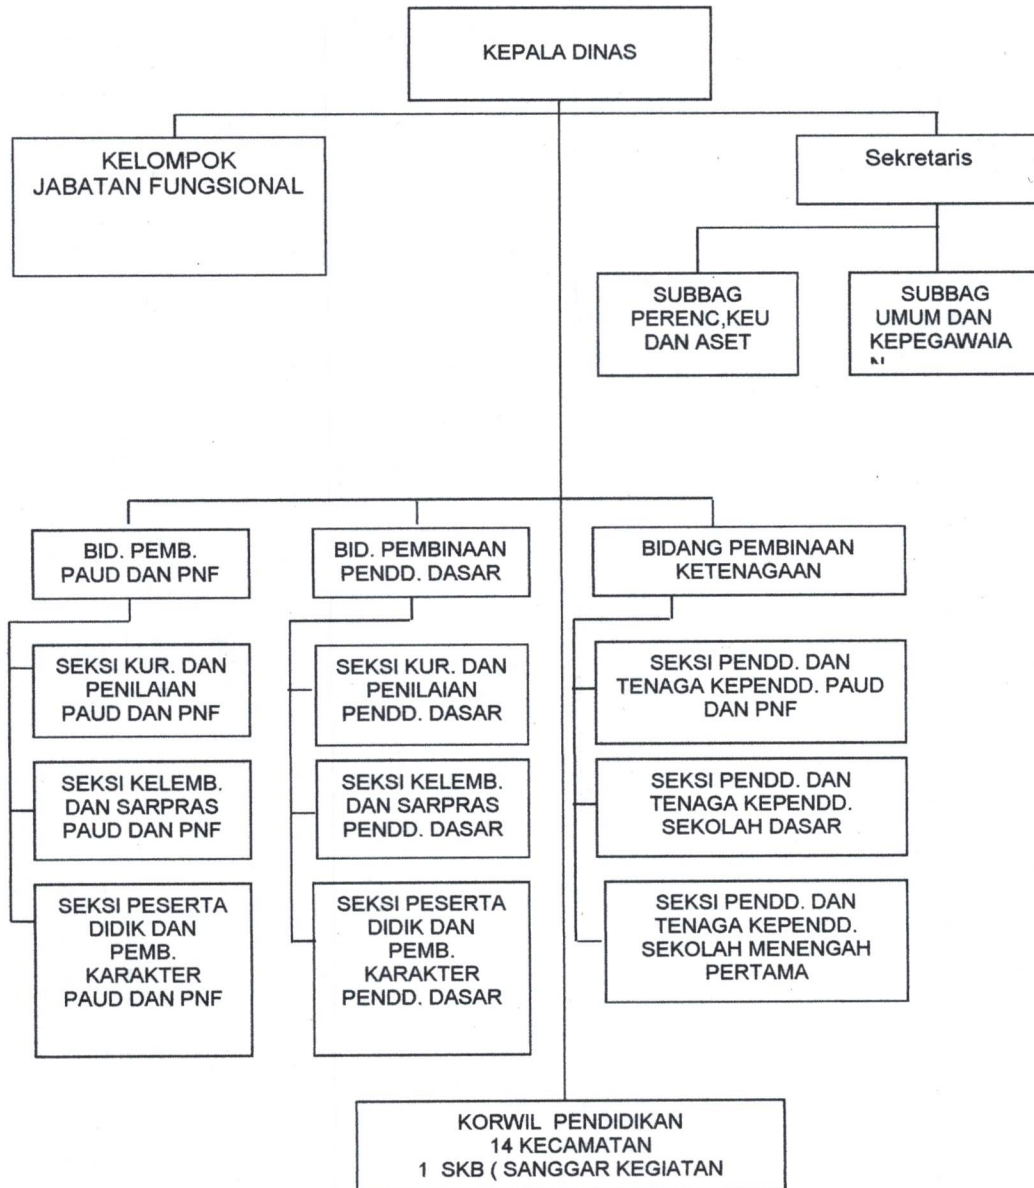 KEPALA DINAS
KELOMPOK
JABATAN FUNGSIONAL
Sekretaris
SUBBAG
PERENC,KEU
DAN ASET
SUBBAG
UMUM DAN
KEPEGAWAIA
BID. PEMB.
PAUD DAN PNF
SEKSI KUR. DAN
PENILAIAN
PAUD DAN PNF
SEKSI KELEMB.
DAN SARPRAS
PAUD DAN PNF
SEKSI PESERTA
DIDIK DAN
PEMB.
KARAKTER
PAUD DAN PNF
BID. PEMBINAAN
PENDD. DASAR
SEKSI KUR. DAN
PENILAIAN
PENDD. DASAR
SEKSI KELEMB.
DAN SARPRAS
PENDD. DASAR
SEKSI PESERTA
DIDIK DAN
PEMB.
KARAKTER
PENDD. DASAR
BIDANG PEMBINAAN
KETENAGAAN
SEKSI PENDD. DAN
TENAGA KEPENDD. PAUD
DAN PNF
SEKSI PENDD. DAN
TENAGA KEPENDD.
SEKOLAH DASAR
SEKSI PENDD. DAN
TENAGA KEPENDD.
SEKOLAH MENENGAH
PERTAMA
KORWIL PENDIDIKAN
14 KECAMATAN
1 SKB ( SANGGAR KEGIATAN